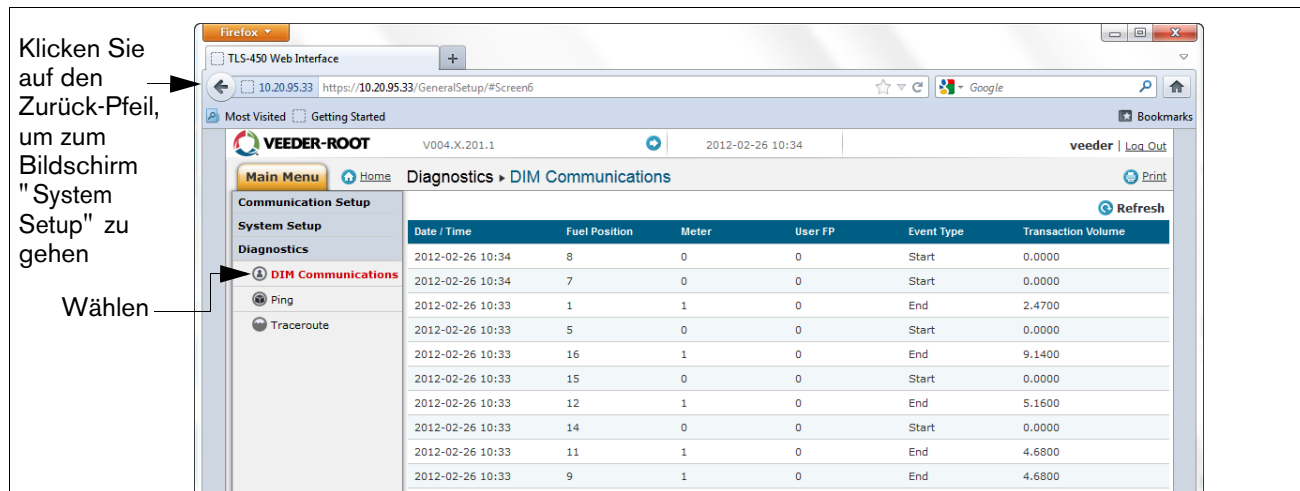 Klicken Sie
auf den
Zurück-Pfeil,
um zum
Bildschirm
"System
Setup" zu
gehen
Wählen
Firefox
TLS-450 Web Interface
10.20.95.33 https://10.20.95.33/GeneralSetup/#Screen6
Google
Most Visited Getting Started Bookmarks
VEEDER-ROOT V004.X.201.1 2012-02-26 10:34 veeder | Log Out
Main Menu Home Diagnostics ▸ DIM Communications Print
Communication Setup
System Setup
Diagnostics
DIM Communications
Ping
Traceroute
Refresh
Date / Time Fuel Position Meter User FP Event Type Transaction Volume
2012-02-26 10:34 8 0 0 Start 0.0000
2012-02-26 10:34 7 0 0 Start 0.0000
2012-02-26 10:33 1 1 0 End 2.4700
2012-02-26 10:33 5 0 0 Start 0.0000
2012-02-26 10:33 16 1 0 End 9.1400
2012-02-26 10:33 15 0 0 Start 0.0000
2012-02-26 10:33 12 1 0 End 5.1600
2012-02-26 10:33 14 0 0 Start 0.0000
2012-02-26 10:33 11 1 0 End 4.6800
2012-02-26 10:33 9 1 0 End 4.6800